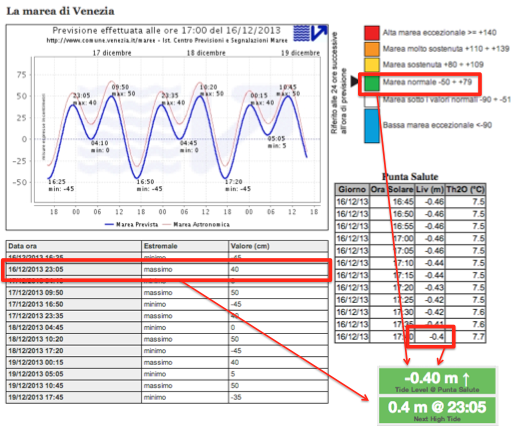 La marea di Venezia
Previsione effettuata alle ore 17:00 del 16/12/2013
http://www.comune.venezia.it/maree - Ist. Centro Previsioni e Segnalazioni Maree
17 dicembre 18 dicembre 19 dicembre
75
50
25
0
-25
-50
23:05
max: 40
09:50
max: 50
23:35
10:20
max: 50
00:15
max: 40
10:45
04:10
min: 0
04:45
min: 0
05:05
min: 5
16:25
min: -45
16:50
min: -45
17:20
min: -45
18 00 06 12 18 00 06 12 18 00 06 12 18
Marea Prevista Marea Astronomica
Riferito alle 24 ore successive
all'ora di previsione
Alta marea eccezionale >= +140
Marea molto sostenuta +110 ÷ +139
Marea sostenuta +80 ÷ +109
Marea normale -50 ÷ +79
Marea sotto i valori normali -90 ÷ -51
Bassa marea eccezionale <-90
Punta Salute
Giorno Ora Solare Liv (m) Th2O (°C)
16/12/13 16:45 -0.46 7.5
16/12/13 16:50 -0.46 7.5
16/12/13 16:55 -0.46 7.5
16/12/13 17:00 -0.46 7.5
16/12/13 17:05 -0.46 7.5
16/12/13 17:10 -0.44 7.5
16/12/13 17:15 -0.44 7.5
16/12/13 17:20 -0.43 7.5
16/12/13 17:25 -0.42 7.5
16/12/13 17:30 -0.42 7.6
16/12/13 17:35 -0.41 7.6
16/12/13 -0.4 7.7
Data ora Estremale Valore (cm)
16/12/2013 16:25 minimo -45
16/12/2013 23:05 massimo 40
17/12/2013 09:50 massimo 50
17/12/2013 16:50 minimo -45
17/12/2013 23:35 massimo
18/12/2013 04:45 minimo 0
18/12/2013 10:20 massimo 50
18/12/2013 17:20 minimo -45
19/12/2013 00:15 massimo 40
19/12/2013 05:05 minimo 5
19/12/2013 10:45 massimo 50
19/12/2013 17:45 minimo -35
-0.40 m ↑
Tide Level @ Punta Salute
0.4 m @ 23:05
Next High Tide